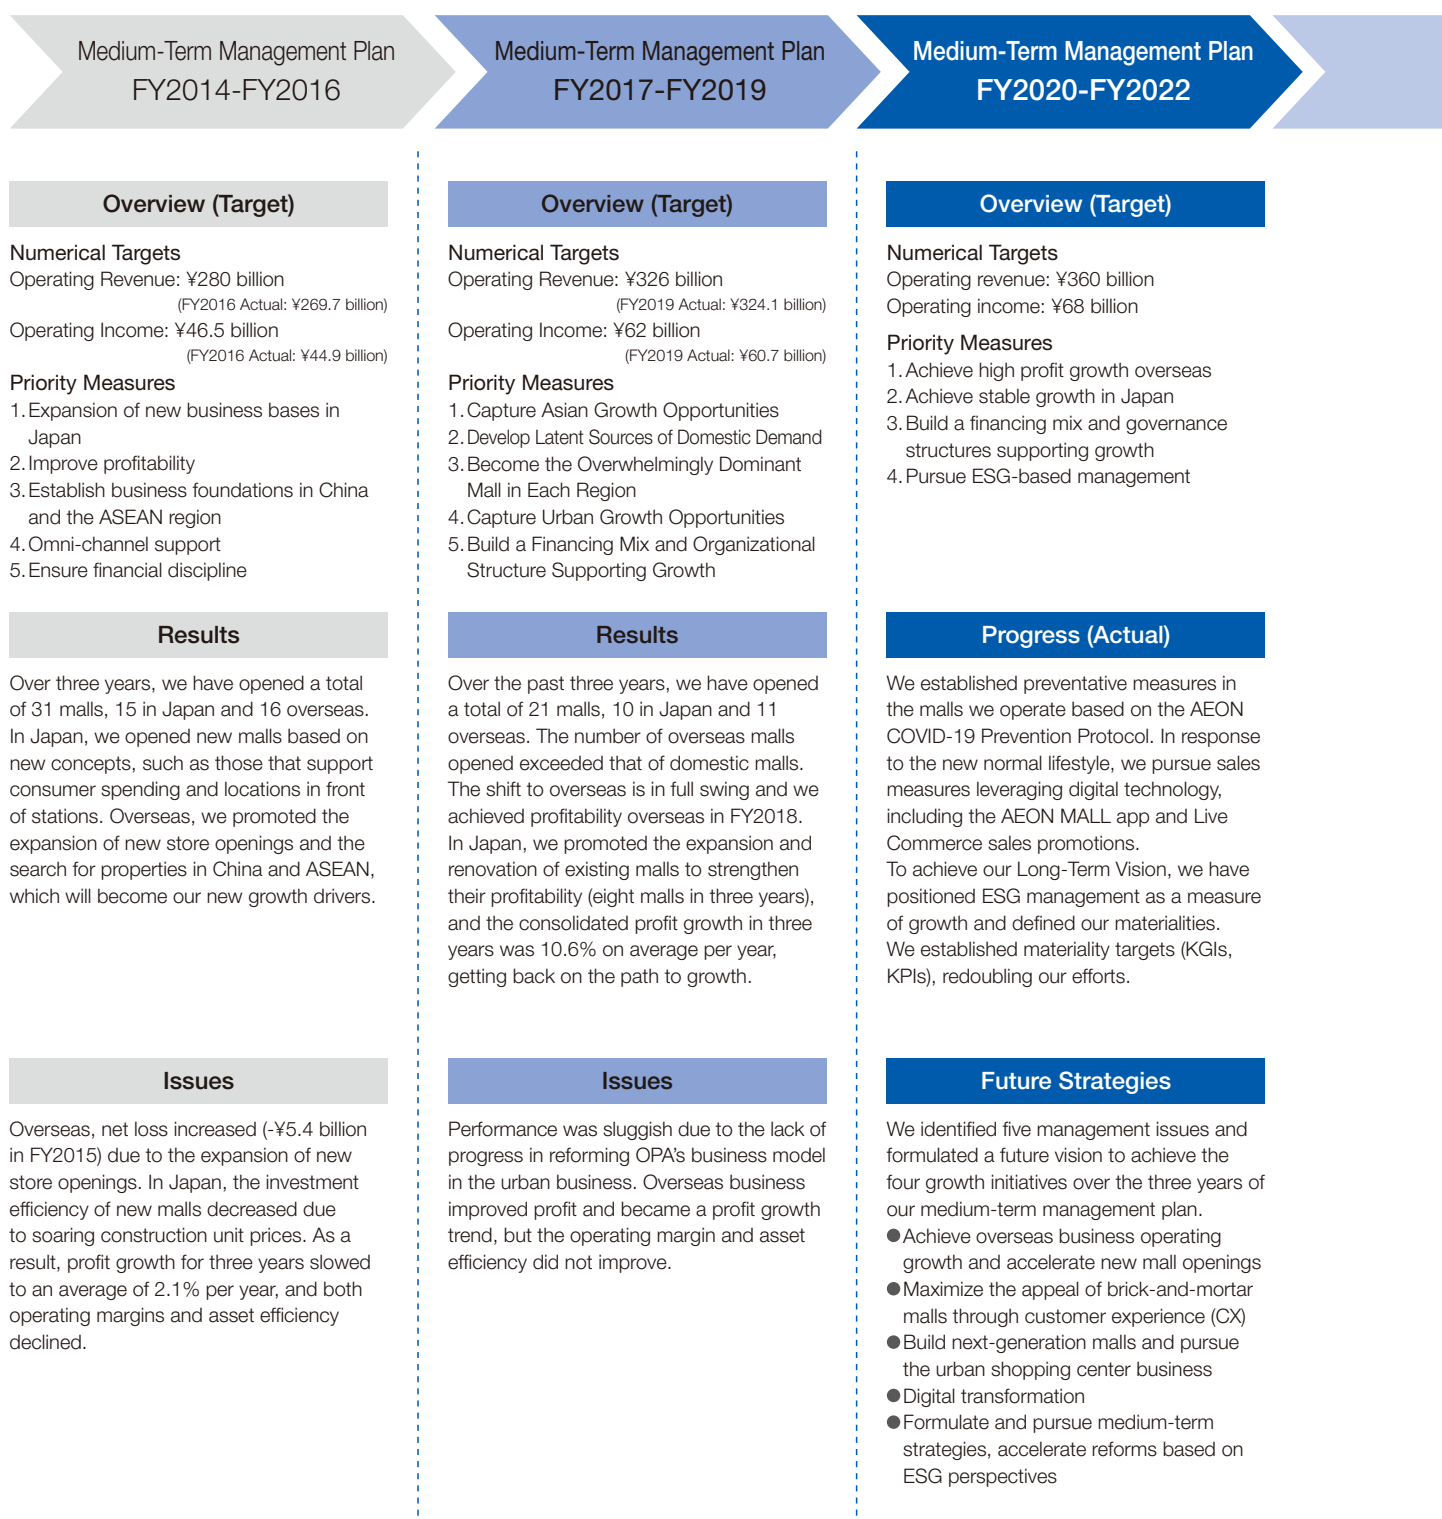 Medium-Term Management Plan
FY2014-FY2016
Medium-Term Management Plan
FY2017-FY2019
Medium-Term Management Plan
FY2020-FY2022
Overview (Target)
Numerical Targets
Operating Revenue: ¥280 billion
(FY2016 Actual: ¥269.7 billion)
Operating Income: ¥46.5 billion
(FY2016 Actual: ¥44.9 billion)
Priority Measures
1. Expansion of new business bases in
Japan
2. Improve profitability
3. Establish business foundations in China
and the ASEAN region
4. Omni-channel support
5. Ensure financial discipline
Results
Over three years, we have opened a total
of 31 malls, 15 in Japan and 16 overseas.
In Japan, we opened new malls based on
new concepts, such as those that support
consumer spending and locations in front
of stations. Overseas, we promoted the
expansion of new store openings and the
search for properties in China and ASEAN,
which will become our new growth drivers.
Issues
Overseas, net loss increased (-¥5.4 billion
in FY2015) due to the expansion of new
store openings. In Japan, the investment
efficiency of new malls decreased due
to soaring construction unit prices. As a
result, profit growth for three years slowed
to an average of 2.1% per year, and both
operating margins and asset efficiency
declined.
Overview (Target)
Numerical Targets
Operating Revenue: ¥326 billion
(FY2019 Actual: ¥324.1 billion)
Operating Income: ¥62 billion
(FY2019 Actual: ¥60.7 billion)
Priority Measures
1. Capture Asian Growth Opportunities
2. Develop Latent Sources of Domestic Demand
3. Become the Overwhelmingly Dominant
Mall in Each Region
4. Capture Urban Growth Opportunities
5. Build a Financing Mix and Organizational
Structure Supporting Growth
Results
Over the past three years, we have opened
a total of 21 malls, 10 in Japan and 11
overseas. The number of overseas malls
opened exceeded that of domestic malls.
The shift to overseas is in full swing and we
achieved profitability overseas in FY2018.
In Japan, we promoted the expansion and
renovation of existing malls to strengthen
their profitability (eight malls in three years),
and the consolidated profit growth in three
years was 10.6% on average per year,
getting back on the path to growth.
Issues
Performance was sluggish due to the lack of
progress in reforming OPA's business model
in the urban business. Overseas business
improved profit and became a profit growth
trend, but the operating margin and asset
efficiency did not improve.
Overview (Target)
Numerical Targets
Operating revenue: ¥360 billion
Operating income: ¥68 billion
Priority Measures
1. Achieve high profit growth overseas
2. Achieve stable growth in Japan
3. Build a financing mix and governance
structures supporting growth
4. Pursue ESG-based management
Progress (Actual)
We established preventative measures in
the malls we operate based on the AEON
COVID-19 Prevention Protocol. In response
to the new normal lifestyle, we pursue sales
measures leveraging digital technology,
including the AEON MALL app and Live
Commerce sales promotions.
To achieve our Long-Term Vision, we have
positioned ESG management as a measure
of growth and defined our materialities.
We established materiality targets (KGIs,
KPIs), redoubling our efforts.
Future Strategies
We identified five management issues and
formulated a future vision to achieve the
four growth initiatives over the three years of
our medium-term management plan.
●Achieve overseas business operating
growth and accelerate new mall openings
●Maximize the appeal of brick-and-mortar
malls through customer experience (CX)
●Build next-generation malls and pursue
the urban shopping center business
●Digital transformation
●Formulate and pursue medium-term
strategies, accelerate reforms based on
ESG perspectives